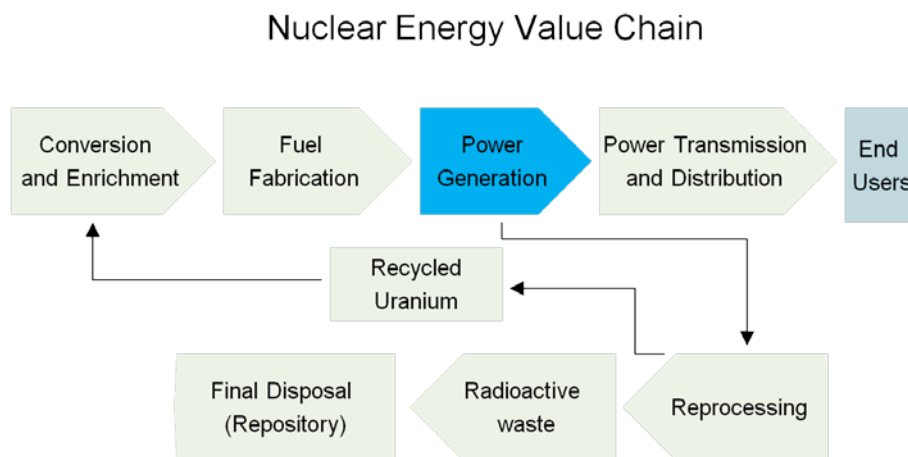 Nuclear Energy Value Chain
Conversion
and Enrichment
Fuel
Fabrication
Power
Generation
Power Transmission
and Distribution
End
Users
Recycled
Uranium
Final Disposal
(Repository)
Radioactive
waste
Reprocessing